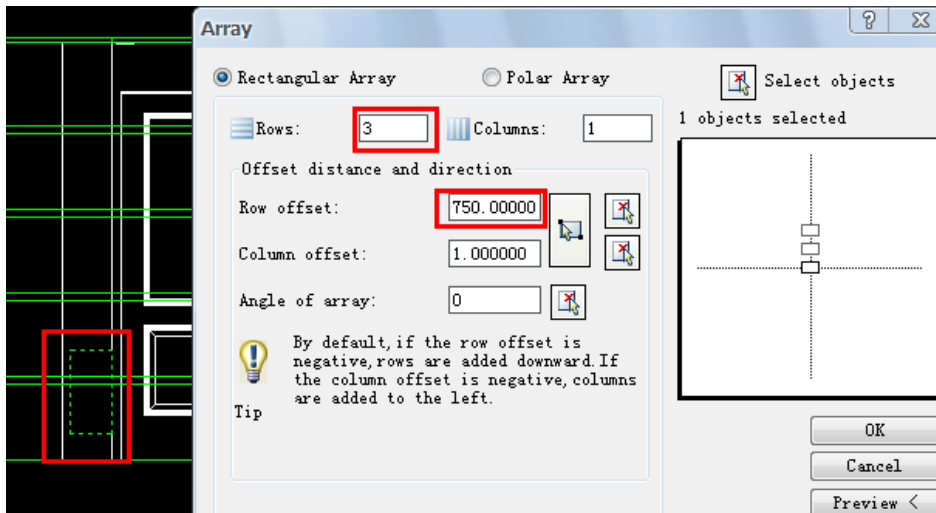 Array
Rectangular Array Polar Array
Select objects
Rows: 3 Columns: 1
1 objects selected
Offset distance and direction
Row offset: 750.00000
Column offset: 1.000000
Angle of array: 0
By default,if the row offset is
negative,rows are added downward.If
the column offset is negative,columns
are added to the left.
Tip
OK
Cancel
Preview <